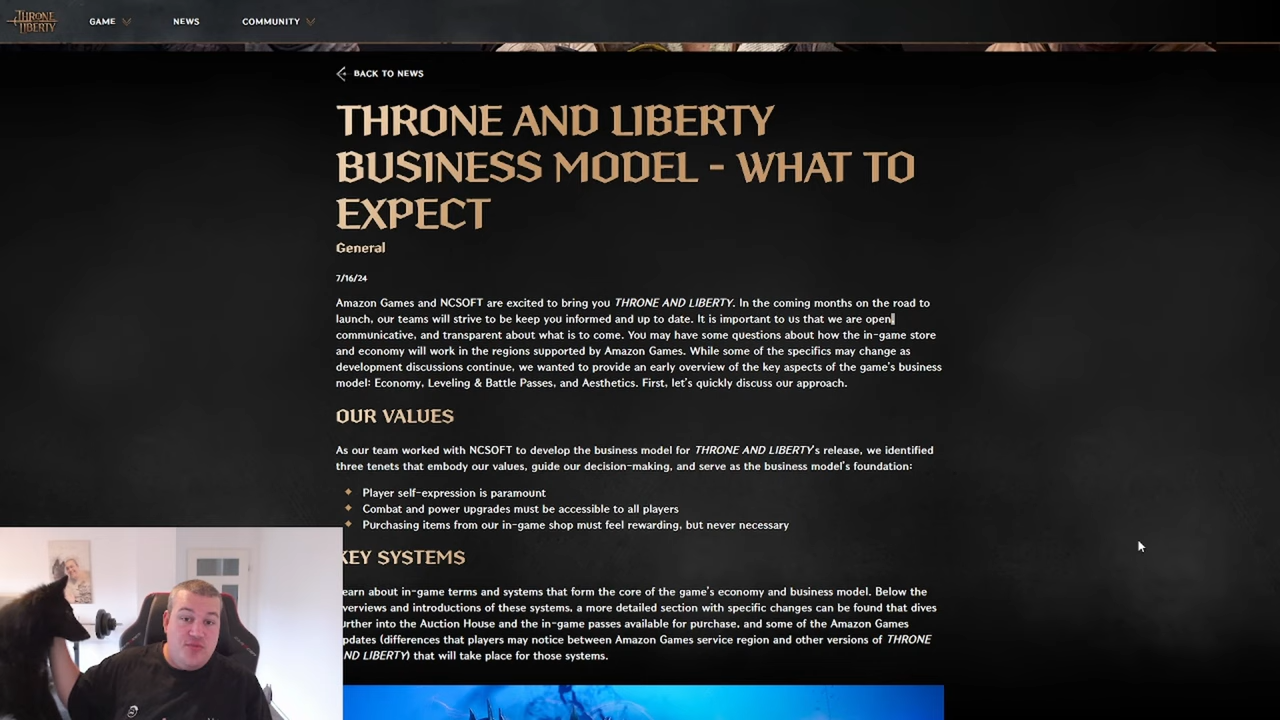 THRONE AND LIBERTY
GAME
NEWS
COMMUNITY
BACK TO NEWS
THRONE AND LIBERTY
BUSINESS MODEL - WHAT TO
EXPECT
General
7/16/24
Amazon Games and NCSOFT are excited to bring you THRONE AND LIBERTY. In the coming months on the road to
launch, our teams will strive to be keep you informed and up to date. It is important to us that we are open,
communicative, and transparent about what is to come. You may have some questions about how the in-game store
and economy will work in the regions supported by Amazon Games. While some of the specifics may change as
development discussions continue, we wanted to provide an early overview of the key aspects of the game's business
model: Economy, Leveling & Battle Passes, and Aesthetics. First, let's quickly discuss our approach.
OUR VALUES
As our team worked with NCSOFT to develop the business model for THRONE AND LIBERTY's release, we identified
three tenets that embody our values, guide our decision-making, and serve as the business model's foundation:
Player self-expression is paramount
Combat and power upgrades must be accessible to all players
Purchasing items from our in-game shop must feel rewarding, but never necessary
KEY SYSTEMS
earn about in-game terms and systems that form the core of the game's economy and business model. Below the
verviews and introductions of these systems, a more detailed section with specific changes can be found that dives
urther into the Auction House and the in-game passes available for purchase, and some of the Amazon Games
pdates (differences that players may notice between Amazon Games service region and other versions of THRONE
ND LIBERTY) that will take place for those systems.